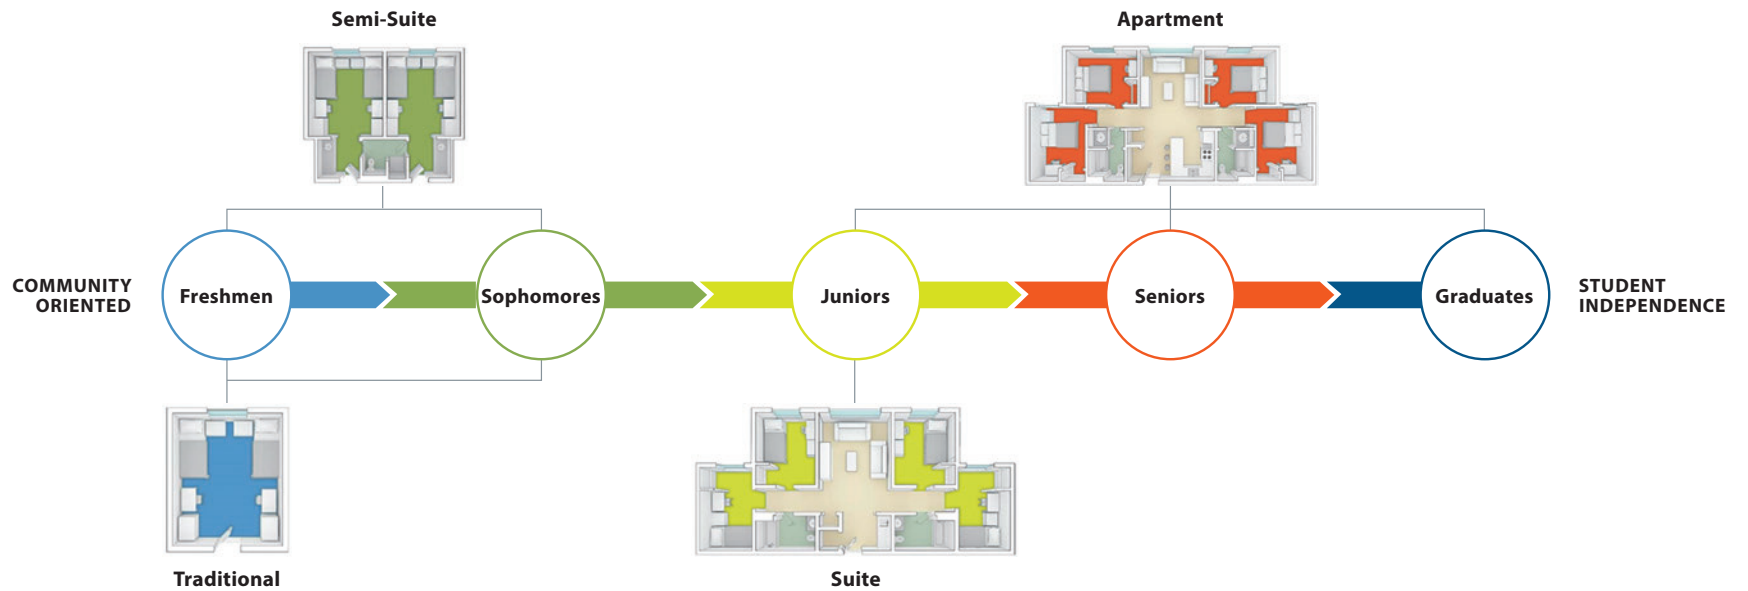 Semi-Suite
Apartment
COMMUNITY
ORIENTED
Freshmen
Sophomores
Juniors
Seniors
Graduates
STUDENT
INDEPENDENCE
Traditional
Suite